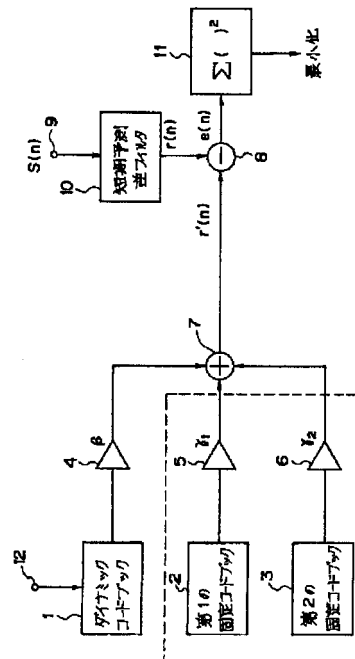 12
1
ダイナミック
コードブック
4
β
2
第1の
固定コードブック
5
γ1
3
第2の
固定コードブック
6
γ2
7
r'(n)
S(n)
9
10
短期予測
逆フィルタ
r(n)
8
e(n)
11
Σ( )²
最小化